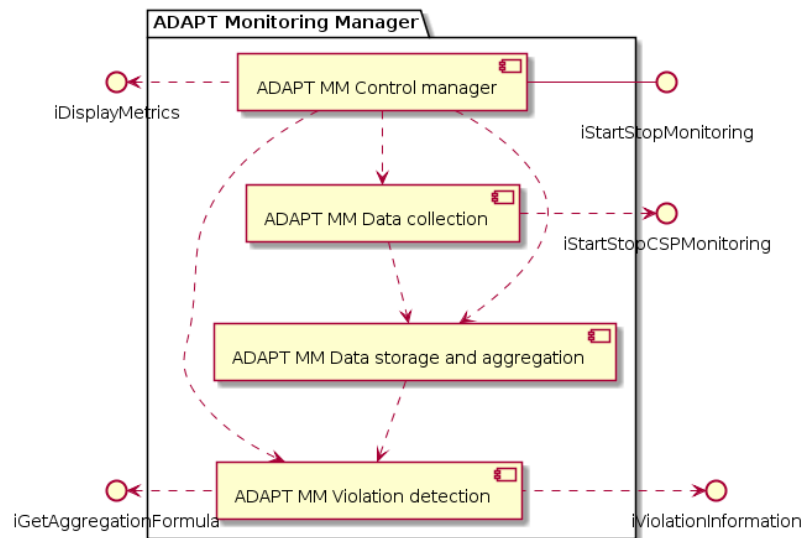 ADAPT Monitoring Manager
ADAPT MM Control manager
iDisplayMetrics
iStartStopMonitoring
ADAPT MM Data collection
iStartStopCSPMonitoring
ADAPT MM Data storage and aggregation
ADAPT MM Violation detection
iGetAggregationFormula
iViolationInformation